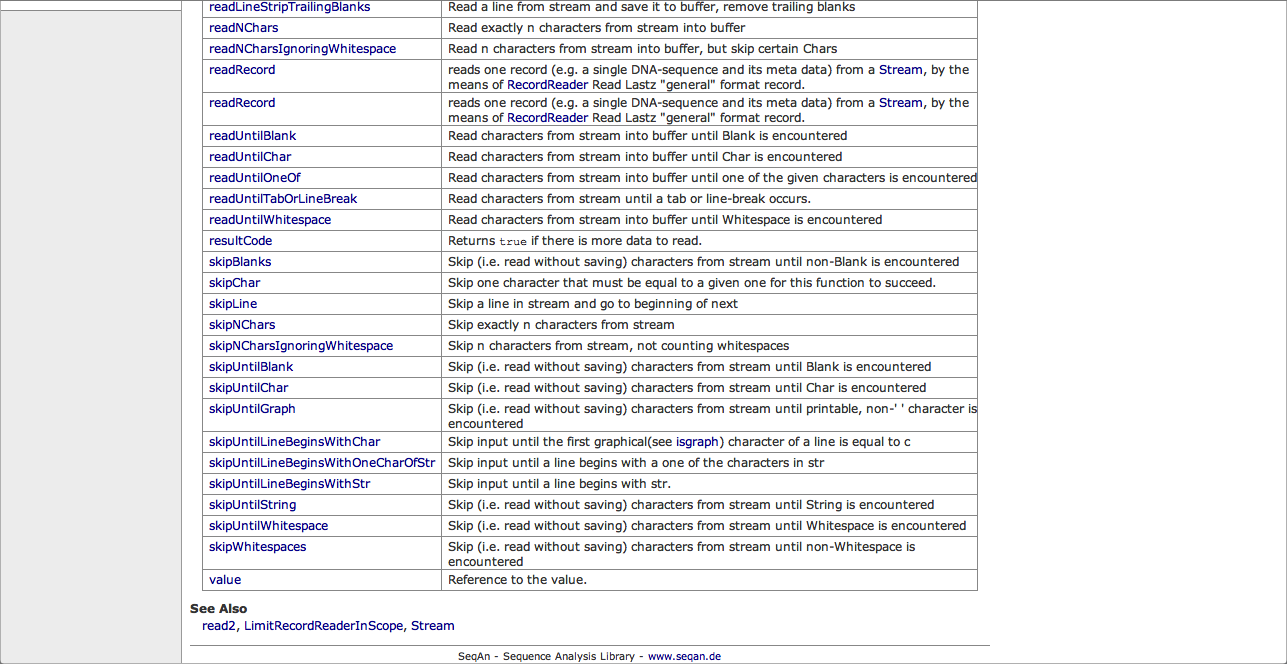 readLineStripTrailingBlanks Read a line from stream and save it to buffer, remove trailing blanks
readNChars Read exactly n characters from stream into buffer
readNCharsIgnoringWhitespace Read n characters from stream into buffer, but skip certain Chars
readRecord reads one record (e.g. a single DNA-sequence and its meta data) from a Stream, by the
means of RecordReader Read Lastz "general" format record.
readRecord reads one record (e.g. a single DNA-sequence and its meta data) from a Stream, by the
means of RecordReader Read Lastz "general" format record.
readUntilBlank Read characters from stream into buffer until Blank is encountered
readUntilChar Read characters from stream into buffer until Char is encountered
readUntilOneOf Read characters from stream into buffer until one of the given characters is encountered
readUntilTabOrLineBreak Read characters from stream until a tab or line-break occurs.
readUntilWhitespace Read characters from stream into buffer until Whitespace is encountered
resultCode Returns true if there is more data to read.
skipBlanks Skip (i.e. read without saving) characters from stream until non-Blank is encountered
skipChar Skip one character that must be equal to a given one for this function to succeed.
skipLine Skip a line in stream and go to beginning of next
skipNChars Skip exactly n characters from stream
skipNCharsIgnoringWhitespace Skip n characters from stream, not counting whitespaces
skipUntilBlank Skip (i.e. read without saving) characters from stream until Blank is encountered
skipUntilChar Skip (i.e. read without saving) characters from stream until Char is encountered
skipUntilGraph Skip (i.e. read without saving) characters from stream until printable, non-' ' character is
encountered
skipUntilLineBeginsWithChar Skip input until the first graphical(see isgraph) character of a line is equal to c
skipUntilLineBeginsWithOneCharOfStr Skip input until a line begins with a one of the characters in str
skipUntilLineBeginsWithStr Skip input until a line begins with str.
skipUntilString Skip (i.e. read without saving) characters from stream until String is encountered
skipUntilWhitespace Skip (i.e. read without saving) characters from stream until Whitespace is encountered
skipWhitespaces Skip (i.e. read without saving) characters from stream until non-Whitespace is
encountered
value Reference to the value.
See Also
read2, LimitRecordReaderInScope, Stream
SeqAn - Sequence Analysis Library - www.seqan.de